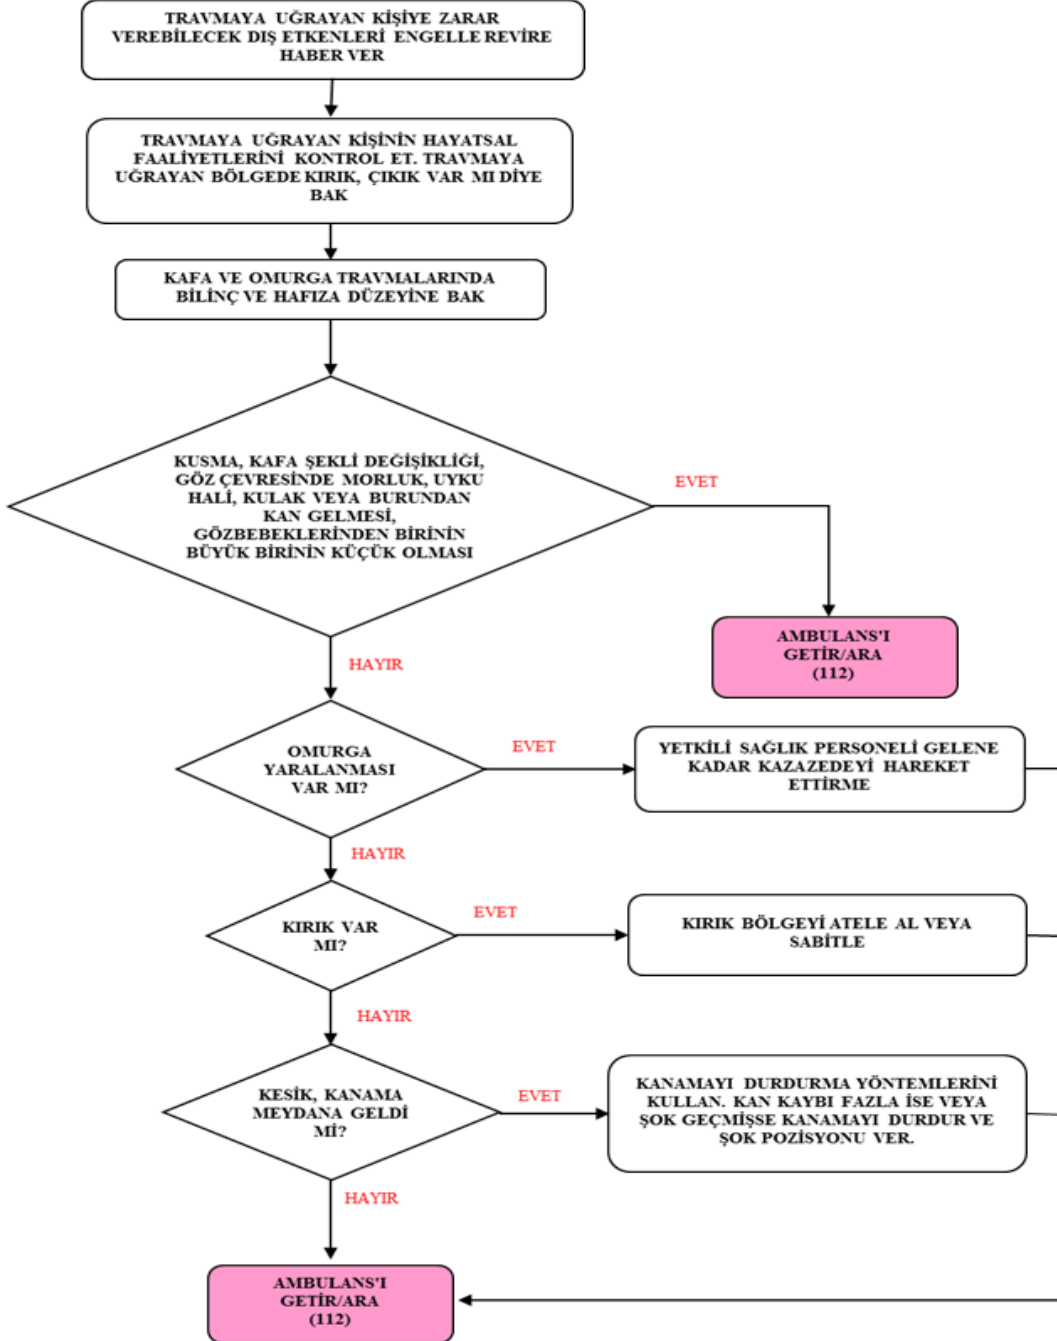 TRAVMAYA UĞRAYAN KİŞİYE ZARAR
VEREBİLECEK DIŞ ETKENLERİ ENGELLE REVİRE
HABER VER
TRAVMAYA UĞRAYAN KİŞİNİN HAYATSAL
FAALİYETLERİNİ KONTROL ET. TRAVMAYA
UĞRAYAN BÖLGEDE KIRIK, ÇIKIK VAR MI DİYE
BAK
KAFA VE OMURGA TRAVMALARINDA
BİLİNÇ VE HAFIZA DÜZEYİNE BAK
KUSMA, KAFA ŞEKLİ DEĞİŞİKLİĞİ,
GÖZ ÇEVRESİNDE MORLUK, UYKU
HALİ, KULAK VEYA BURUNDAN
KAN GELMESİ,
GÖZBEBEKLERİNDEN BİRİNİN
BÜYÜK BİRİNİN KÜÇÜK OLMASI
EVET
AMBULANS'I
GETİR/ARA
(112)
HAYIR
OMURGA
YARALANMASI
VAR MI?
EVET
YETKİLİ SAĞLIK PERSONELİ GELENE
KADAR KAZAZEDEYİ HAREKET
ETTİRME
HAYIR
KIRIK VAR
MI?
EVET
KIRIK BÖLGEYİ ATELE AL VEYA
SABİTLE
HAYIR
KESİK, KANAMA
MEYDANA GELDİ
Mİ?
EVET
KANAMAYI DURDURMA YÖNTEMLERİNİ
KULLAN. KAN KAYBI FAZLA İSE VEYA
ŞOK GEÇMİŞSE KANAMAYI DURDUR VE
ŞOK POZİSYONU VER.
HAYIR
AMBULANS'I
GETİR/ARA
(112)